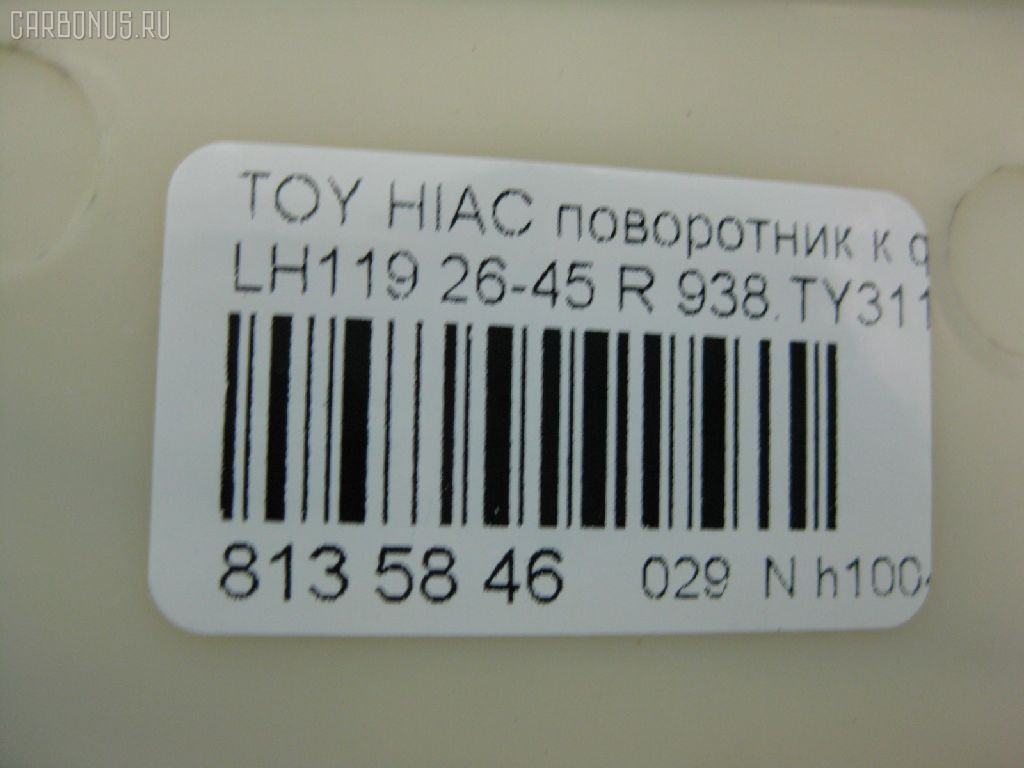 CARBONUS.RU
TOY HIAC поворотник к
LH119 26-45 R 938.TY311
813 58 46 029 N h100